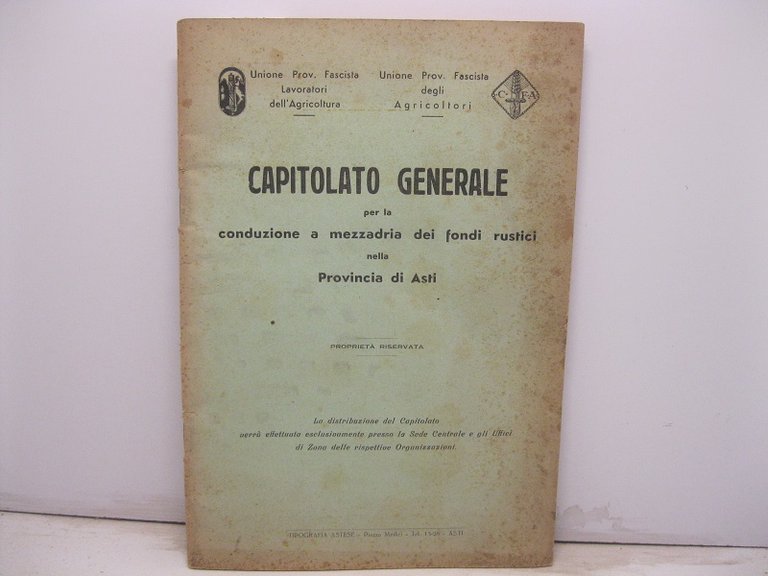 Unione Prov. Fascista
Lavoratori
dell'Agricoltura
Unione Prov. Fascista
degli
Agricoltori
C. F. A
CAPITOLATO GENERALE
per la
conduzione a mezzadria dei fondi rustici
nella
Provincia di Asti
PROPRIETÀ RISERVATA
La distribuzione del Capitolato
verrà effettuata esclusivamente presso la Sede Centrale e gli Uffici
di Zona delle rispettive Organizzazioni.
TIPOGRAFIA ASTESE - Piazza Medici - Tel. - ASTI